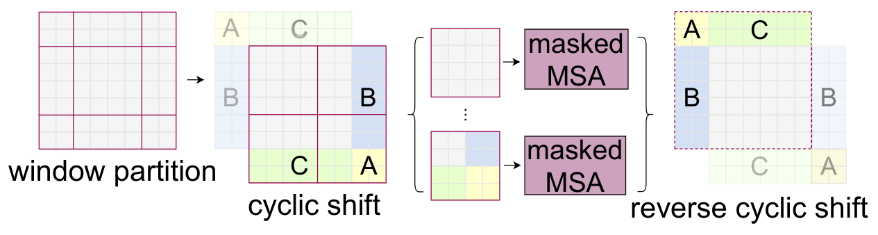 A
C
B
window partition
B
C
A
cyclic shift
masked
MSA
...
masked
MSA
A
C
B
B
C
A
reverse cyclic shift